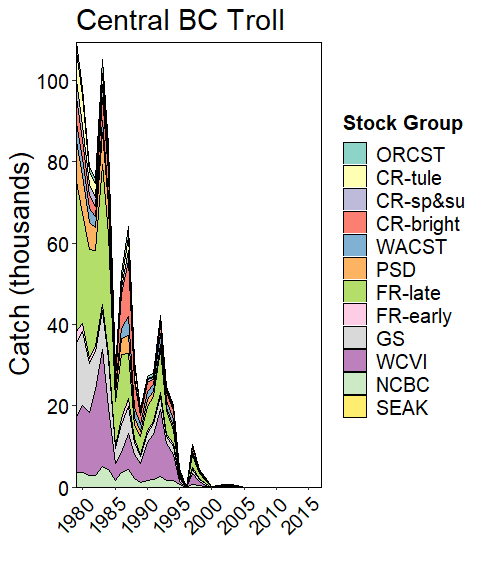 Central BC Troll
Catch (thousands)
100
80
60
40
20
0
1980
1985
1990
1995
2000
2005
2010
2015
Stock Group
ORCST
CR-tule
CR-sp&su
CR-bright
WACST
PSD
FR-late
FR-early
GS
WCVI
NCBC
SEAK